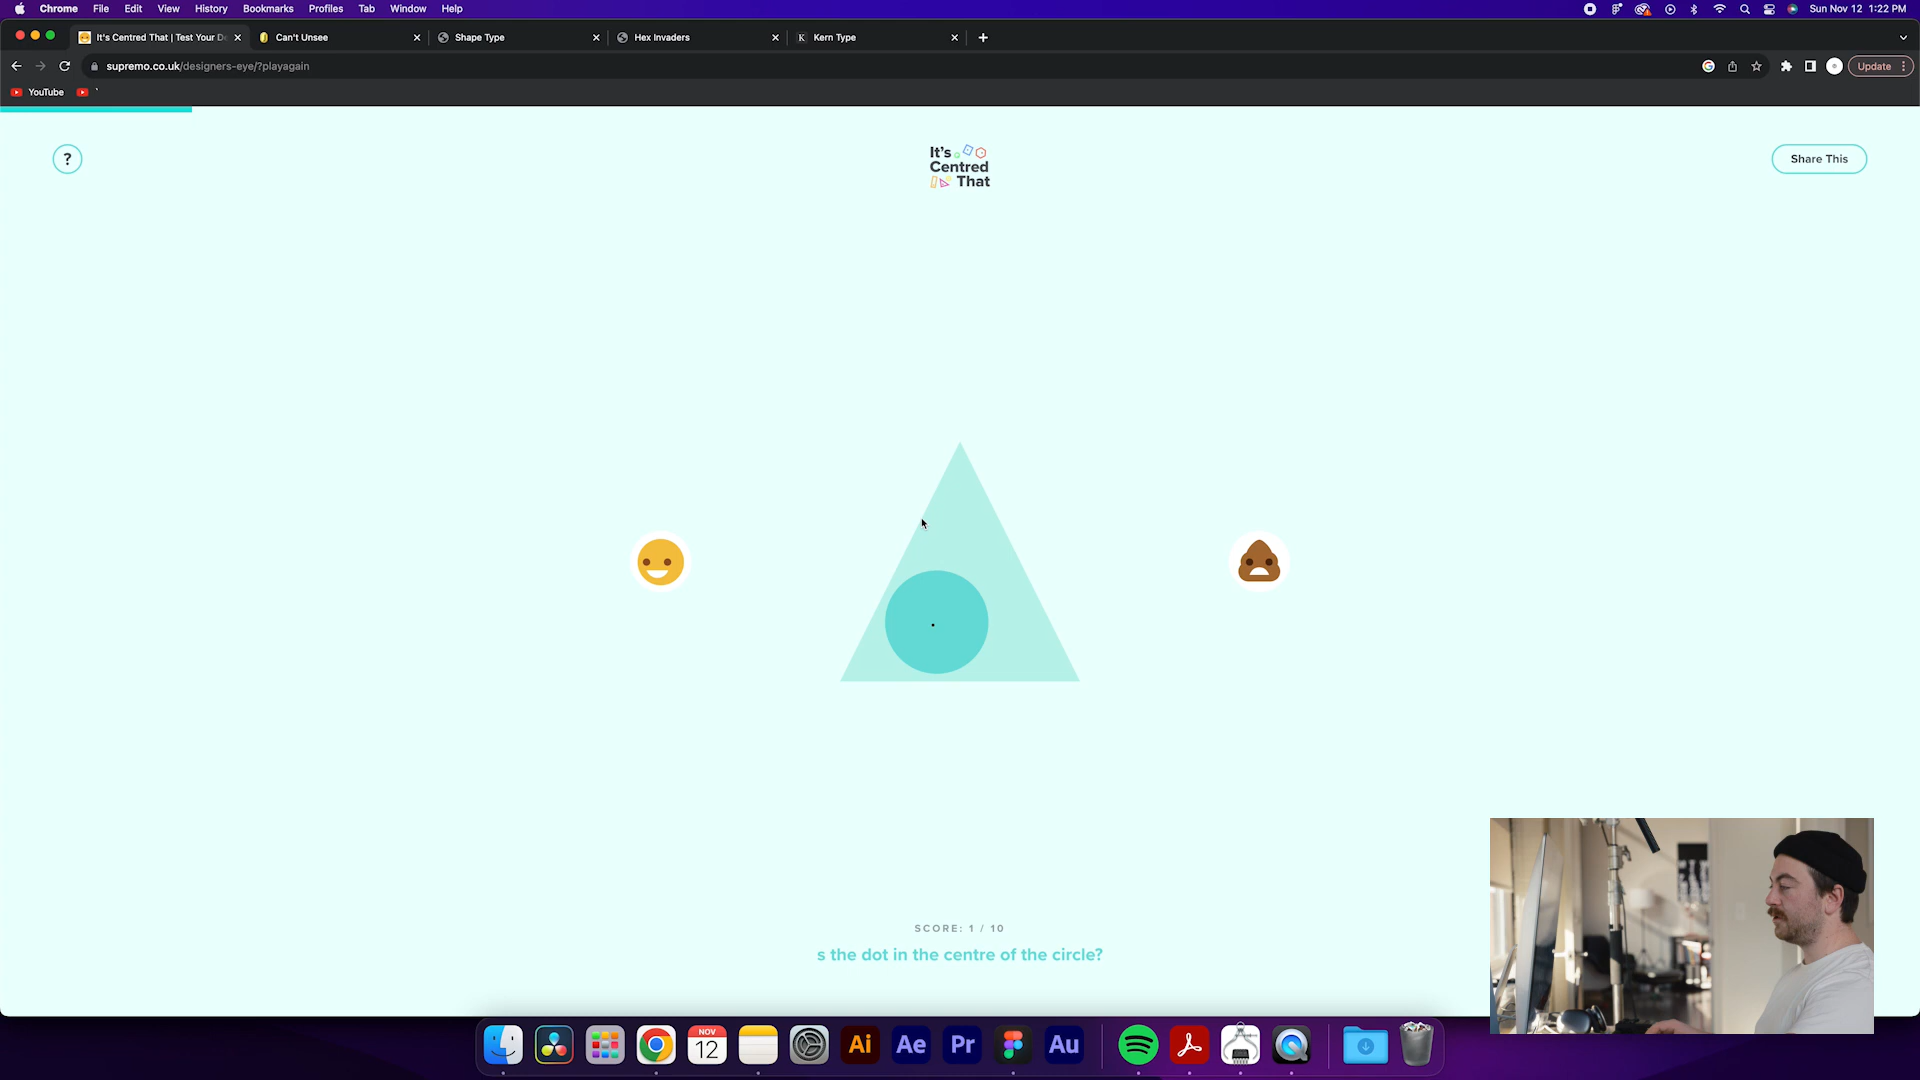 Chrome File Edit View History Bookmarks Profiles Tab Window Help Sun Nov 12 1:22 PM
It's Centred That | Test Your De Can't Unsee Shape Type Hex Invaders K Kern Type
supremo.co.uk/designers-eye/?playagain Update
YouTube
?
It's
Centred
That
Share This
SCORE: 1 / 10
s the dot in the centre of the circle?
NOV
12
Ai Ae Pr Au